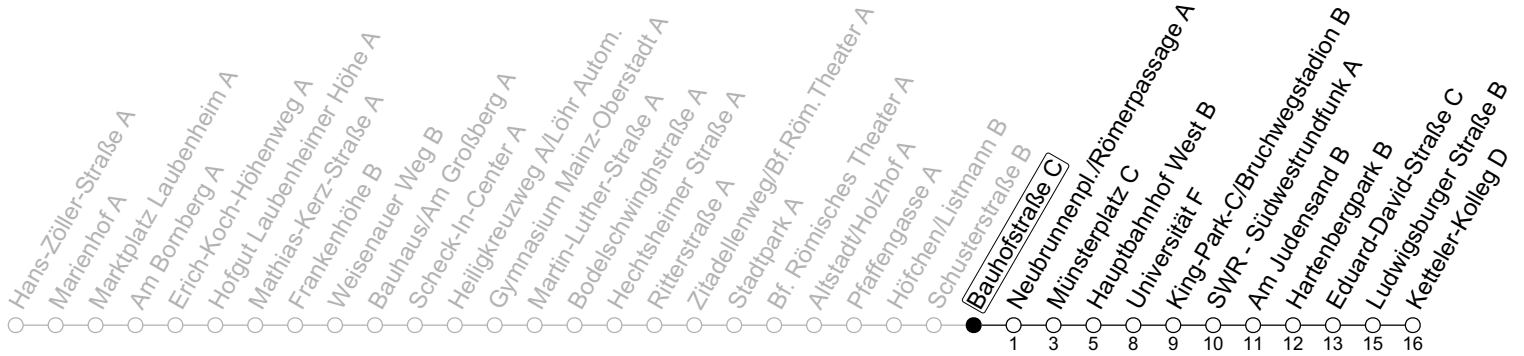 Hans-Zöller-Straße A
Marienhof A
Marktplatz Laubenheim A
Am Bornberg A
Erich-Koch-Höhenweg A
Hofgut Laubenheimer Höhe A
Mathias-Kerz-Straße A
Frankenhöhe B
Weisenauer Weg B
Bauhaus/Am Großberg A
Scheck-In-Center A
Heiligkreuzweg A/Löhr Autom.
Gymnasium Mainz-Oberstadt A
Martin-Luther-Straße A
Bodelschwinghstraße A
Hechtsheimer Straße A
Ritterstraße A
Zitadellenweg/Bf.Röm.Theater A
Stadtpark A
Bf. Römisches Theater A
Altstadt/Holzhof A
Pfaffengasse A
Höfchen/Listmann B
Schusterstraße B
Bauhofstraße C
Neubrunnenpl./Römerpassage A
Münsterplatz C
Hauptbahnhof West B
Universität F
King-Park-C/Bruchwegstadion B
SWR - Südwestrundfunk A
Am Judensand B
Hartenbergpark B
Eduard-David-Straße C
Ludwigsburger Straße B
Ketteler-Kolleg D
1 3 5 8 9 10 11 12 13 15 16